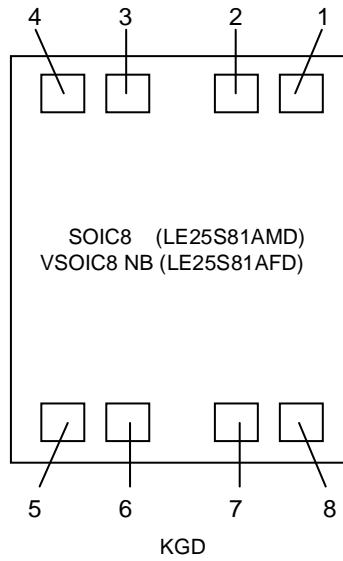 4 3 2 1
SOIC8 (LE25S81AMD)
VSOIC8 NB (LE25S81AFD)
5 6 7 8
KGD